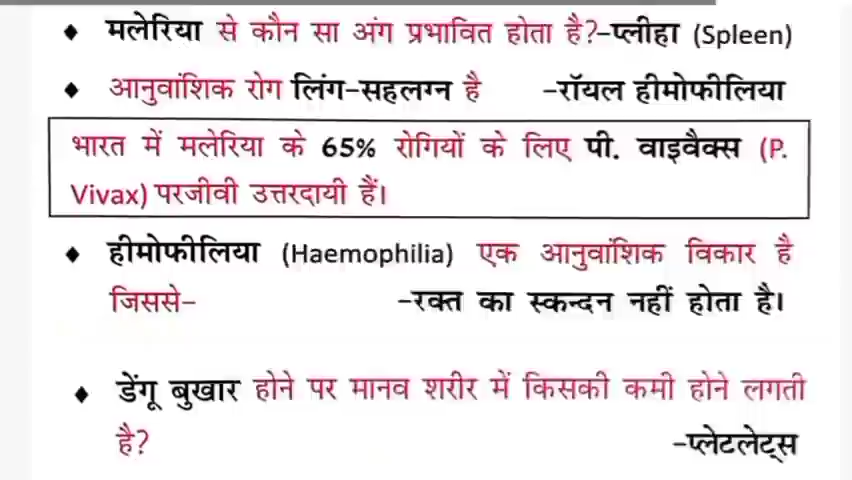 ♦ मलेरिया से कौन सा अंग प्रभावित होता है?-प्लीहा (Spleen)
♦ आनुवांशिक रोग लिंग-सहलग्न है -रॉयल हीमोफीलिया
भारत में मलेरिया के 65% रोगियों के लिए पी. वाइवैक्स (P.
Vivax) परजीवी उत्तरदायी हैं।
♦ हीमोफीलिया (Haemophilia) एक आनुवांशिक विकार है
जिससे- -रक्त का स्कन्दन नहीं होता है।
♦ डेंगू बुखार होने पर मानव शरीर में किसकी कमी होने लगती
है? -प्लेटलेट्स